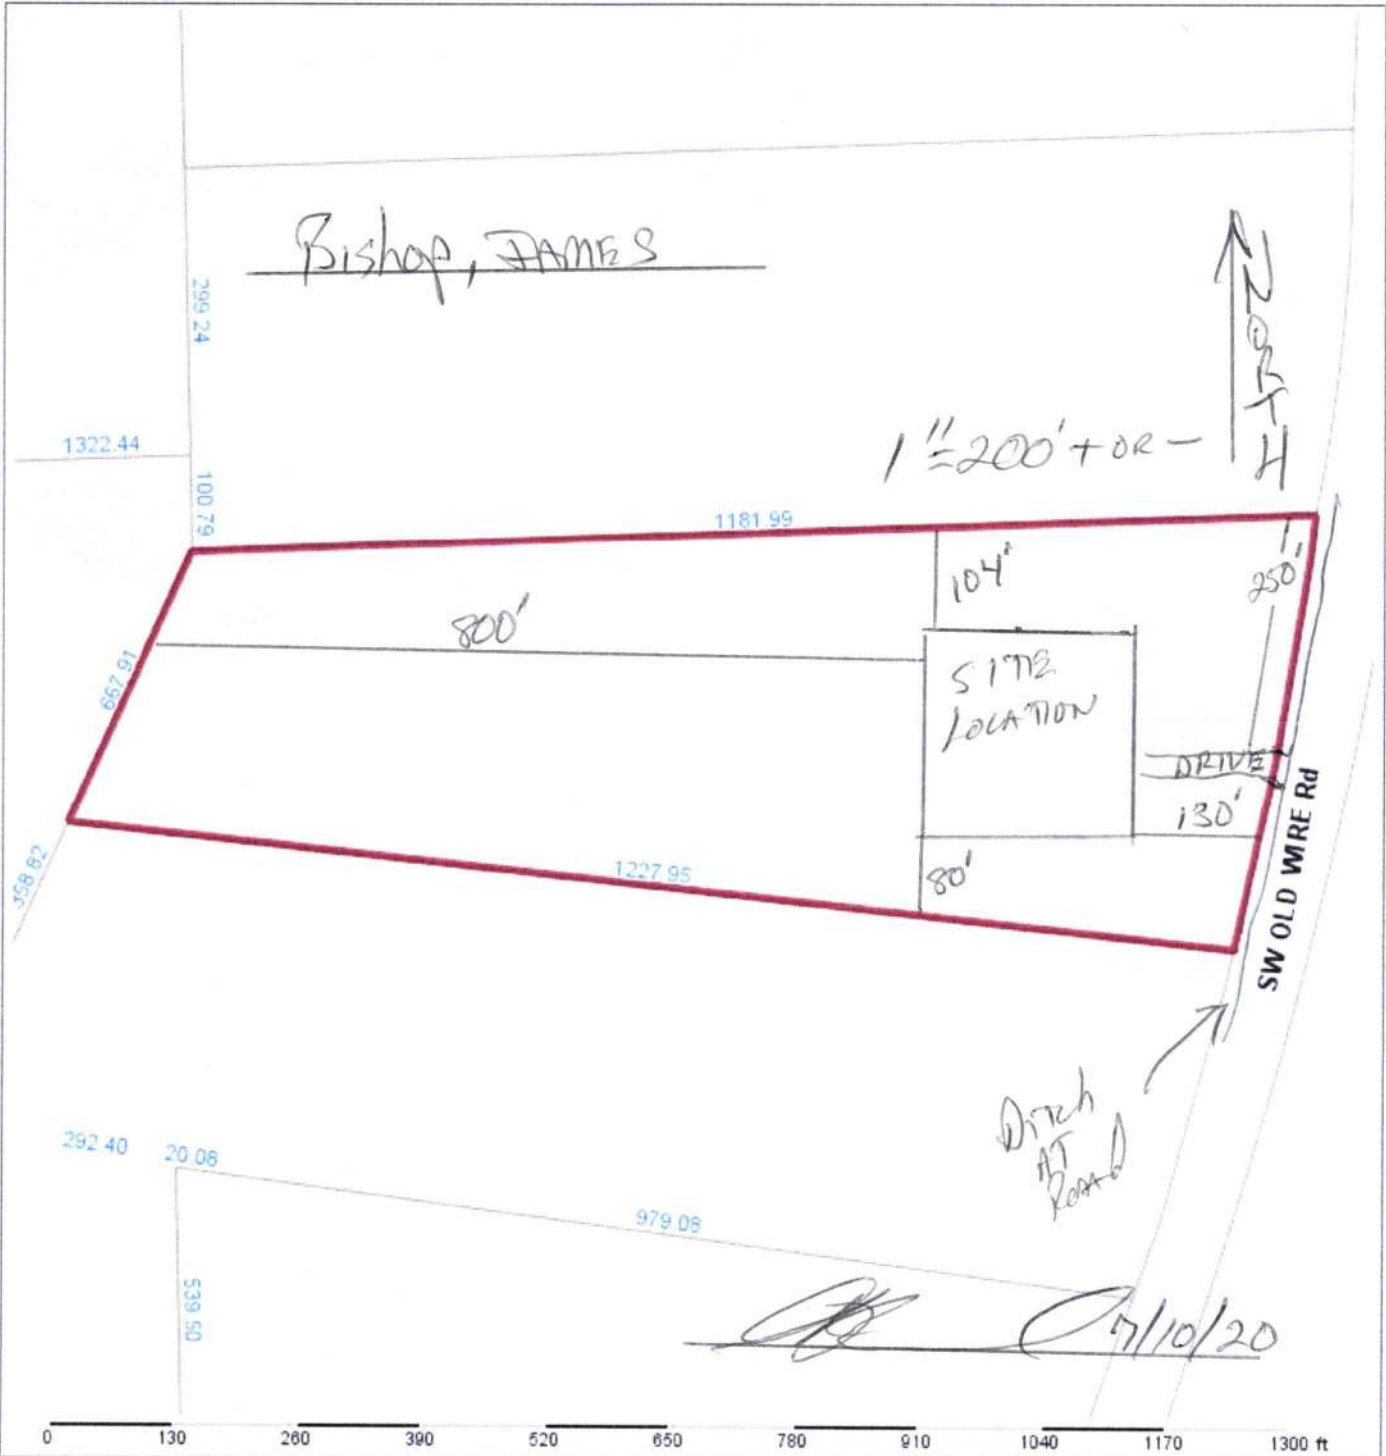 Bishop, JAMES
NORTH
299.24
1322.44
1"=200' + OR -
100.79
1181.99
104'
250'
800'
667.91
SITE
LOCATION
DRIVE
130'
1227.95
80'
358.82
SW OLD WIRE Rd
Ditch
AT
Road
292.40
20.08
979.08
539.50
7/10/20
0 130 260 390 520 650 780 910 1040 1170 1300 ft